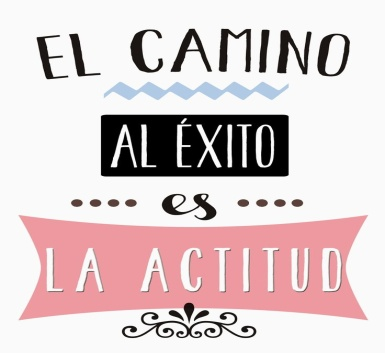 EL CAMINO
AL ÉXITO
es
LA ACTITUD